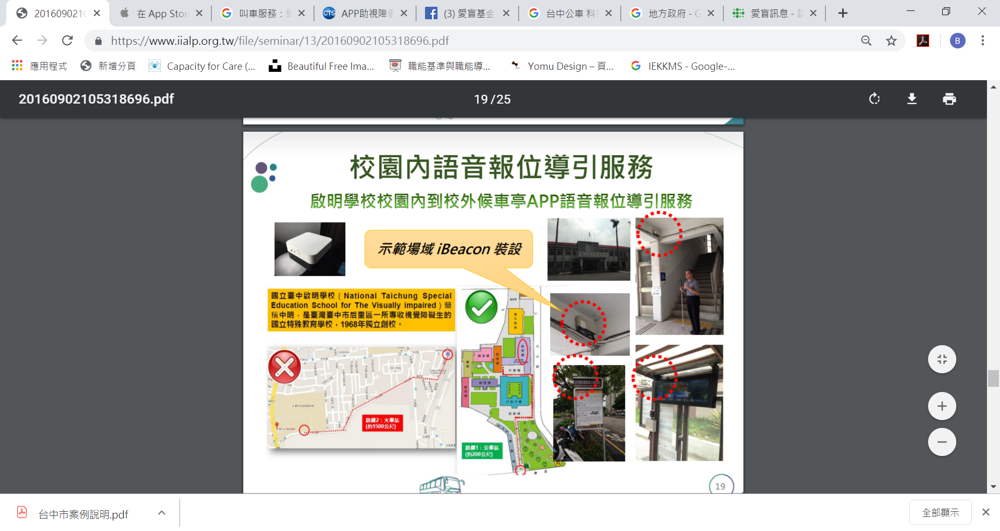 20160902105
在 App Stor
叫車服務：
APP助視障者
(3) 愛盲基金
台中公車 科
地方政府 - G
愛盲訊息 -
https://www.iialp.org.tw/file/seminar/13/20160902105318696.pdf
B
應用程式
新增分頁
Capacity for Care (...
Beautiful Free Ima...
職能基準與職能導...
Yomu Design – 頁...
IEKKMS - Google-...
20160902105318696.pdf
19 / 25
校園內語音報位導引服務
啟明學校校園內到校外候車亭APP語音報位導引服務
示範場域 iBeacon 裝設
國立臺中啟明學校（National Taichung Special
Education School for The Visually impaired）簡
稱中明，是臺灣臺中市后里區一所專收視覺障礙生的
國立特殊教育學校，1968年獨立創校。
路線2：火車站
(約1500公尺)
路線1：公車站
(約200公尺)
行政大樓
19
台中市案例說明.pdf
全部顯示